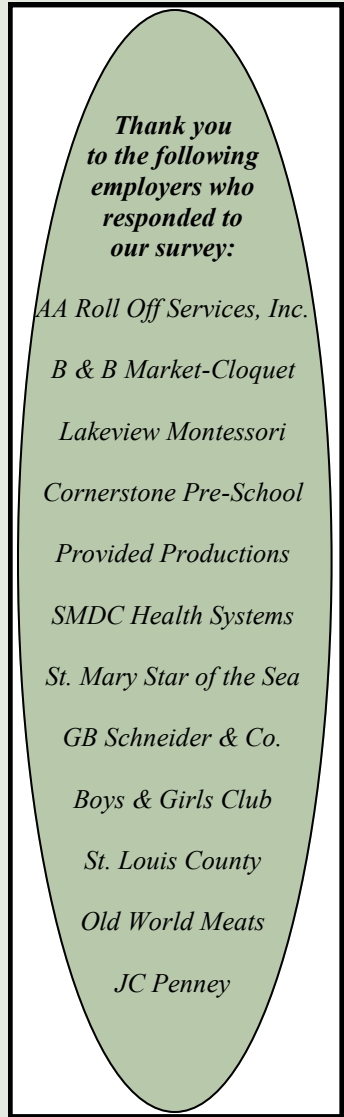 Thank you
to the following
employers who
responded to
our survey:
AA Roll Off Services, Inc.
B & B Market-Cloquet
Lakeview Montessori
Cornerstone Pre-School
Provided Productions
SMDC Health Systems
St. Mary Star of the Sea
GB Schneider & Co.
Boys & Girls Club
St. Louis County
Old World Meats
JC Penney